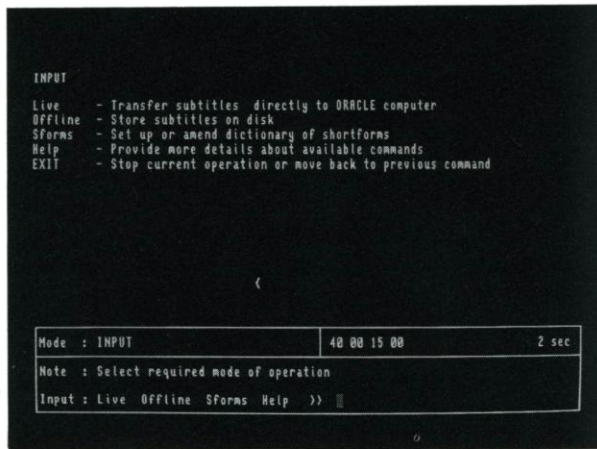 INPUT
Live - Transfer subtitles directly to ORACLE computer
Offline - Store subtitles on disk
Sforms - Set up or amend dictionary of shortforms
Help - Provide more details about available commands
EXIT - Stop current operation or move back to previous command
Mode : INPUT 40 00 15 00 2 sec
Note : Select required mode of operation
Input : Live Offline Sforms Help >>